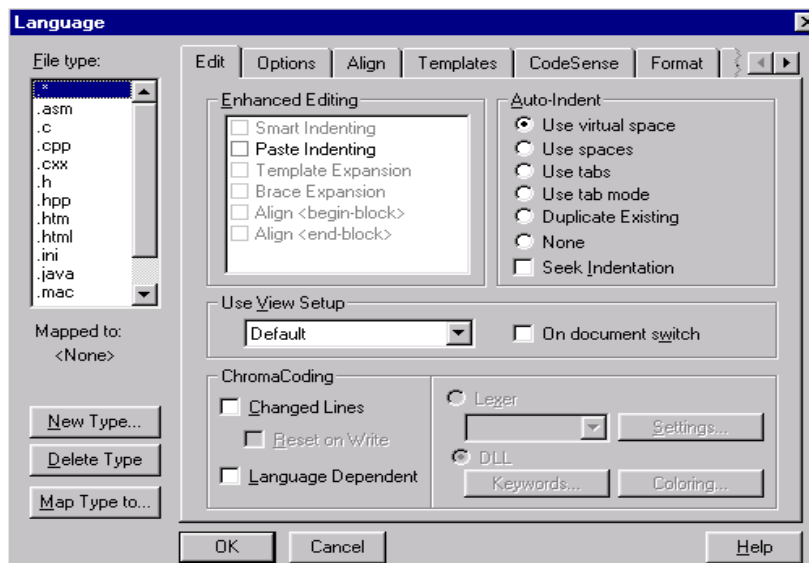 Language
File type:
.*
.asm
.c
.cpp
.cxx
.h
.hpp
.htm
.html
.ini
.java
.mac
Mapped to:
<None>
New Type...
Delete Type
Map Type to...
Edit
Options
Align
Templates
CodeSense
Format
Enhanced Editing
Smart Indenting
Paste Indenting
Template Expansion
Brace Expansion
Align <begin-block>
Align <end-block>
Auto-Indent
Use virtual space
Use spaces
Use tabs
Use tab mode
Duplicate Existing
None
Seek Indentation
Use View Setup
Default
On document switch
ChromaCoding
Changed Lines
Reset on Write
Language Dependent
Lexer
Settings...
DLL
Keywords...
Coloring...
OK
Cancel
Help